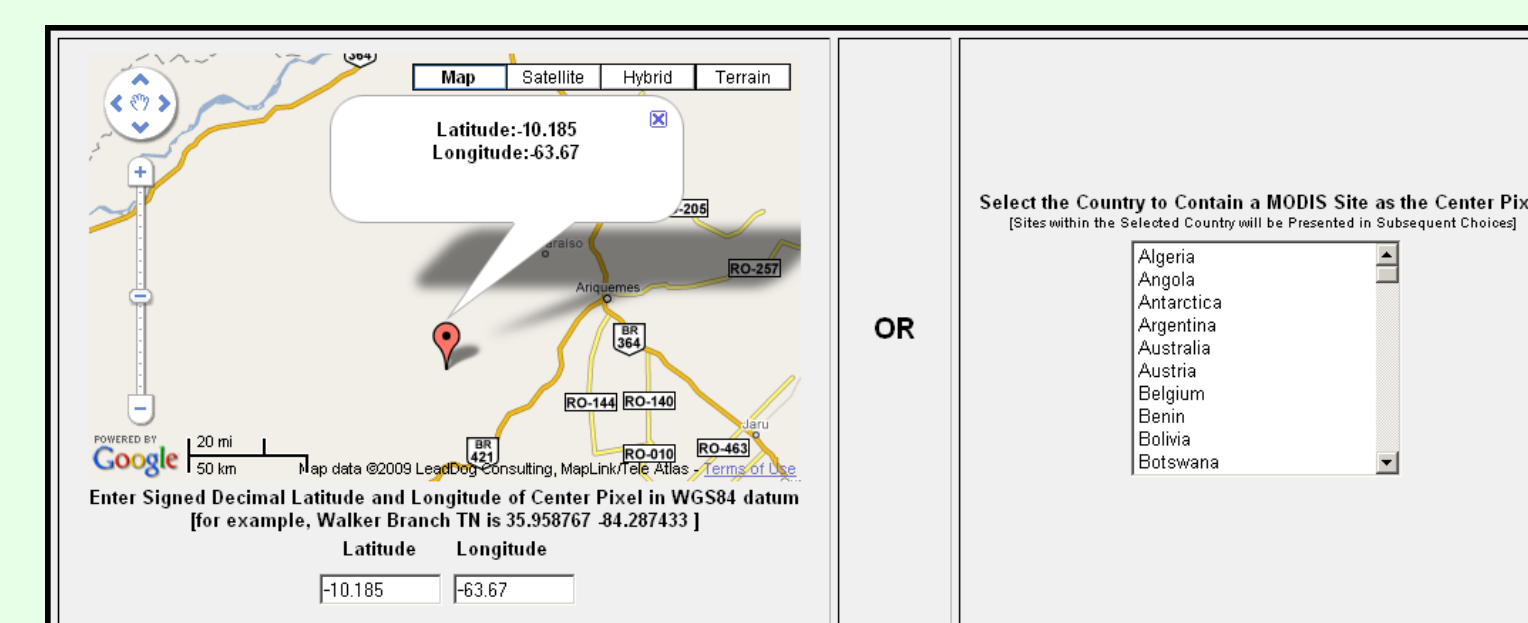 364
Map Satellite Hybrid Terrain
Latitude:-10.185
Longitude:-63.67
-205
raiso
RO-257
Ariquemes
BR
364
RO-144 RO-140
Jaru
BR
421
RO-010 RO-463
POWERED BY
Google
20 mi
50 km
Map data ©2009 LeadDog Consulting, MapLink/Tele Atlas - Terms of Use
Enter Signed Decimal Latitude and Longitude of Center Pixel in WGS84 datum
[for example, Walker Branch TN is 35.958767 -84.287433 ]
Latitude Longitude
-10.185 -63.67
OR
Select the Country to Contain a MODIS Site as the Center Pix
[Sites within the Selected Country will be Presented in Subsequent Choices]
Algeria
Angola
Antarctica
Argentina
Australia
Austria
Belgium
Benin
Bolivia
Botswana